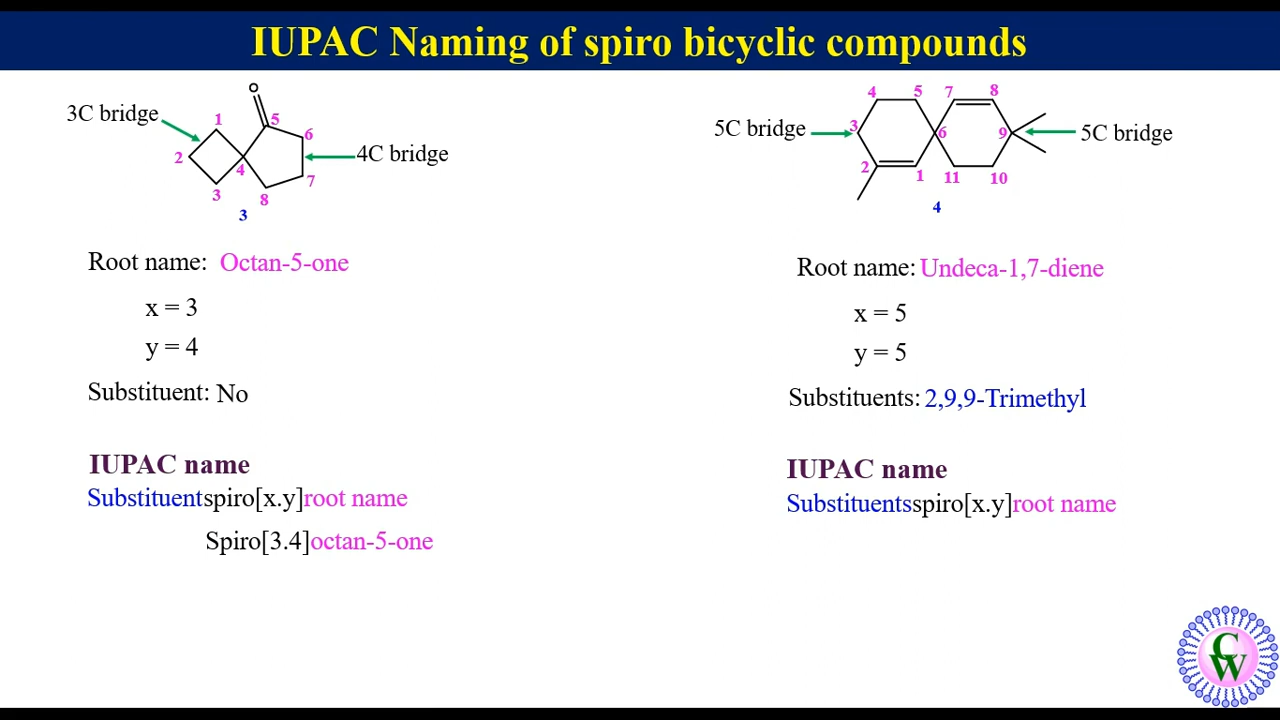 IUPAC Naming of spiro bicyclic compounds
O
3C bridge
1
2
3
4
5
6
7
8
4C bridge
3
Root name: Octan-5-one
x = 3
y = 4
Substituent: No
IUPAC name
Substituentspiro[x.y]root name
Spiro[3.4]octan-5-one
5C bridge
4
5
7
8
3
6
9
2
1
11
10
5C bridge
4
Root name: Undeca-1,7-diene
x = 5
y = 5
Substituents: 2,9,9-Trimethyl
IUPAC name
Substituentsspiro[x.y]root name
C
W